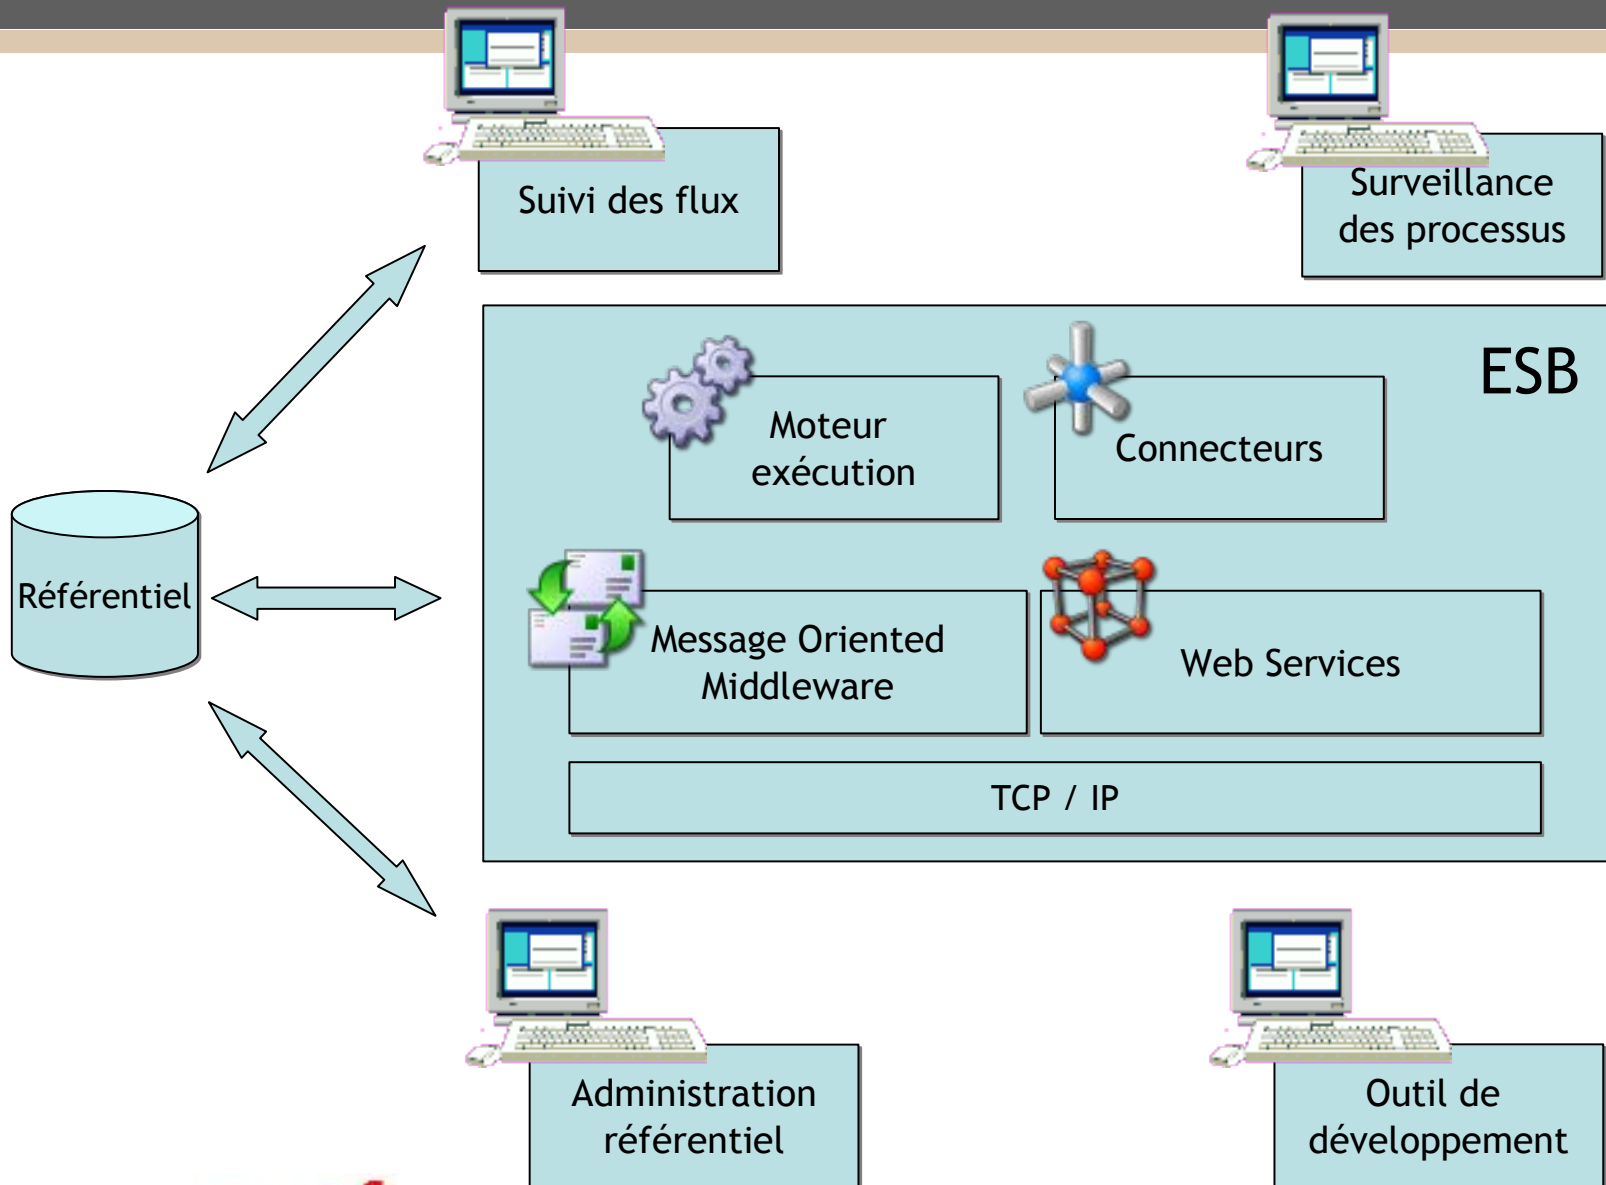 Suivi des flux
Surveillance
des processus
ESB
Moteur
exécution
Connecteurs
Référentiel
Message Oriented
Middleware
Web Services
TCP / IP
Administration
référentiel
Outil de
développement